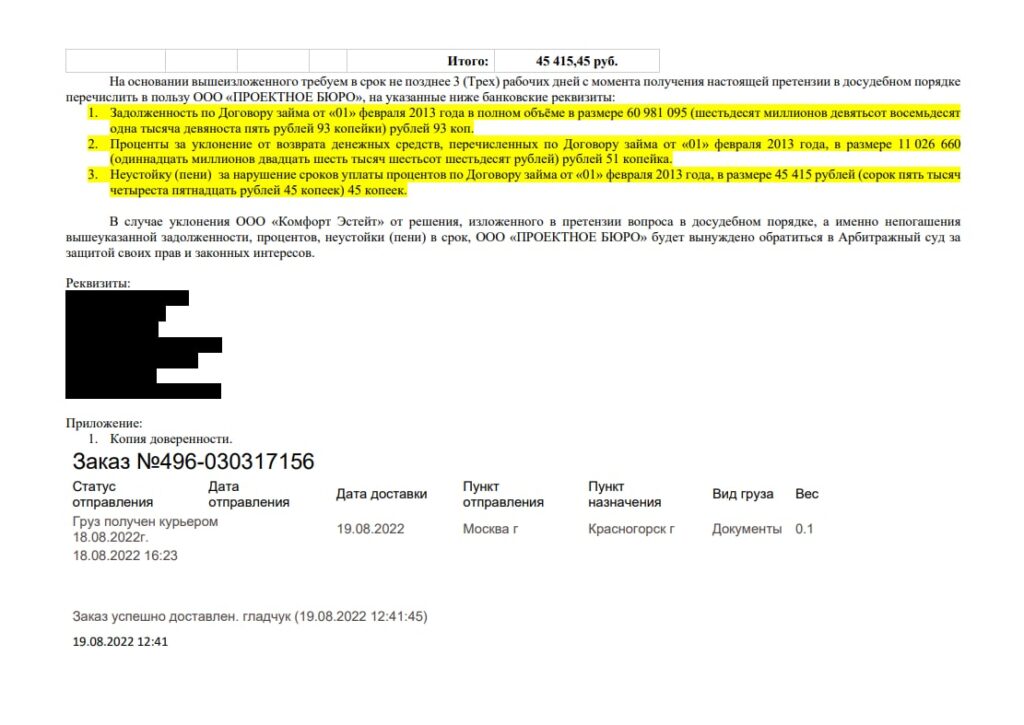 Итого: 45 415,45 руб.
На основании вышеизложенного требуем в срок не позднее 3 (Трех) рабочих дней с момента получения настоящей претензии в досудебном порядке
перечислить в пользу ООО «ПРОЕКТНОЕ БЮРО», на указанные ниже банковские реквизиты:
1. Задолженность по Договору займа от «01» февраля 2013 года в полном объёме в размере 60 981 095 (шестьдесят миллионов девятьсот восемьдесят
одна тысяча девяноста пять рублей 93 копейки) рублей 93 коп.
2. Проценты за уклонение от возврата денежных средств, перечисленных по Договору займа от «01» февраля 2013 года, в размере 11 026 660
(одиннадцать миллионов двадцать шесть тысяч шестьсот шестьдесят рублей) рублей 51 копейка.
3. Неустойку (пени) за нарушение сроков уплаты процентов по Договору займа от «01» февраля 2013 года, в размере 45 415 рублей (сорок пять тысяч
четыреста пятнадцать рублей 45 копеек) 45 копеек.
В случае уклонения ООО «Комфорт Эстейт» от решения, изложенного в претензии вопроса в досудебном порядке, а именно непогашения
вышеуказанной задолженности, процентов, неустойки (пени) в срок, ООО «ПРОЕКТНОЕ БЮРО» будет вынуждено обратиться в Арбитражный суд за
защитой своих прав и законных интересов.
Реквизиты:
Приложение:
1. Копия доверенности.
Заказ №496-030317156
Статус отправления Дата отправления Дата доставки Пункт отправления Пункт назначения Вид груза Вес
Груз получен курьером
18.08.2022г. 19.08.2022 Москва г Красногорск г Документы 0.1
18.08.2022 16:23
Заказ успешно доставлен. гладчук (19.08.2022 12:41:45)
19.08.2022 12:41